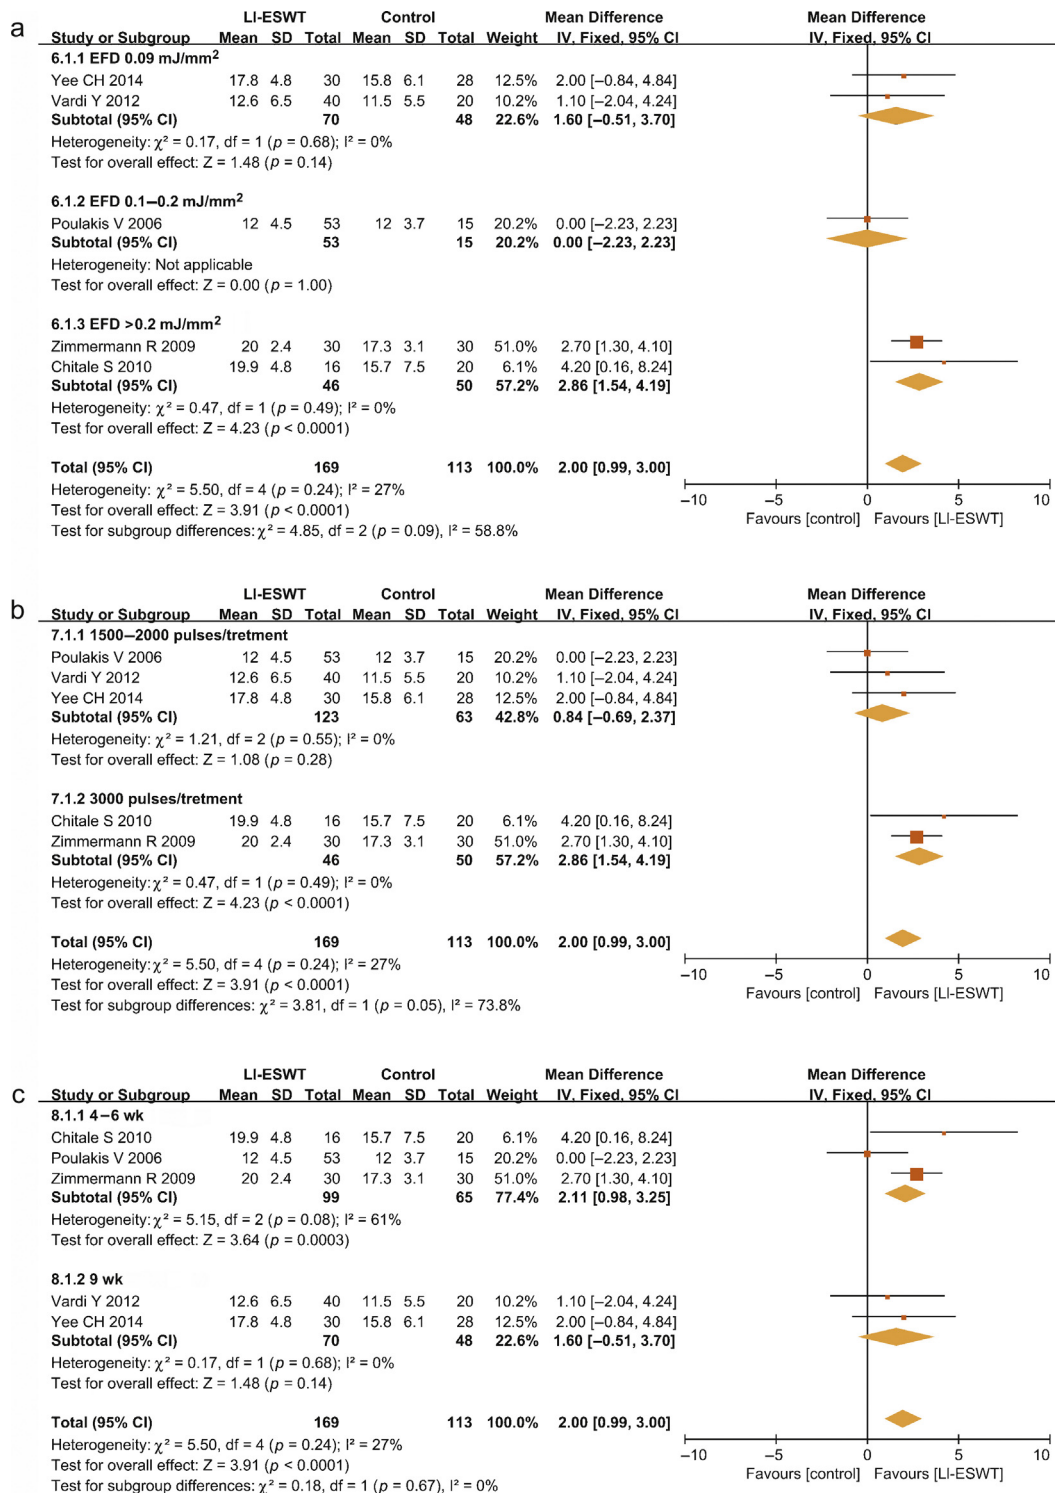 a
LI-ESWT Control Mean Difference Mean Difference
Study or Subgroup Mean SD Total Mean SD Total Weight IV, Fixed, 95% CI IV, Fixed, 95% CI
6.1.1 EFD 0.09 mJ/mm²
Yee CH 2014 17.8 4.8 30 15.8 6.1 28 12.5% 2.00 [−0.84, 4.84]
Vardi Y 2012 12.6 6.5 40 11.5 5.5 20 10.2% 1.10 [−2.04, 4.24]
Subtotal (95% CI) 70 48 22.6% 1.60 [−0.51, 3.70]
Heterogeneity: χ² = 0.17, df = 1 (p = 0.68); I² = 0%
Test for overall effect: Z = 1.48 (p = 0.14)
6.1.2 EFD 0.1−0.2 mJ/mm²
Poulakis V 2006 12 4.5 53 12 3.7 15 20.2% 0.00 [−2.23, 2.23]
Subtotal (95% CI) 53 15 20.2% 0.00 [−2.23, 2.23]
Heterogeneity: Not applicable
Test for overall effect: Z = 0.00 (p = 1.00)
6.1.3 EFD >0.2 mJ/mm²
Zimmermann R 2009 20 2.4 30 17.3 3.1 30 51.0% 2.70 [1.30, 4.10]
Chitale S 2010 19.9 4.8 16 15.7 7.5 20 6.1% 4.20 [0.16, 8.24]
Subtotal (95% CI) 46 50 57.2% 2.86 [1.54, 4.19]
Heterogeneity: χ² = 0.47, df = 1 (p = 0.49); I² = 0%
Test for overall effect: Z = 4.23 (p < 0.0001)
Total (95% CI) 169 113 100.0% 2.00 [0.99, 3.00]
Heterogeneity: χ² = 5.50, df = 4 (p = 0.24); I² = 27%
Test for overall effect: Z = 3.91 (p < 0.0001)
Test for subgroup differences: χ² = 4.85, df = 2 (p = 0.09), I² = 58.8%
−10 −5 0 5 10
Favours [control] Favours [LI-ESWT]
b
LI-ESWT Control Mean Difference Mean Difference
Study or Subgroup Mean SD Total Mean SD Total Weight IV, Fixed, 95% CI IV, Fixed, 95% CI
7.1.1 1500−2000 pulses/tretment
Poulakis V 2006 12 4.5 53 12 3.7 15 20.2% 0.00 [−2.23, 2.23]
Vardi Y 2012 12.6 6.5 40 11.5 5.5 20 10.2% 1.10 [−2.04, 4.24]
Yee CH 2014 17.8 4.8 30 15.8 6.1 28 12.5% 2.00 [−0.84, 4.84]
Subtotal (95% CI) 123 63 42.8% 0.84 [−0.69, 2.37]
Heterogeneity: χ² = 1.21, df = 2 (p = 0.55); I² = 0%
Test for overall effect: Z = 1.08 (p = 0.28)
7.1.2 3000 pulses/tretment
Chitale S 2010 19.9 4.8 16 15.7 7.5 20 6.1% 4.20 [0.16, 8.24]
Zimmermann R 2009 20 2.4 30 17.3 3.1 30 51.0% 2.70 [1.30, 4.10]
Subtotal (95% CI) 46 50 57.2% 2.86 [1.54, 4.19]
Heterogeneity: χ² = 0.47, df = 1 (p = 0.49); I² = 0%
Test for overall effect: Z = 4.23 (p < 0.0001)
Total (95% CI) 169 113 100.0% 2.00 [0.99, 3.00]
Heterogeneity: χ² = 5.50, df = 4 (p = 0.24); I² = 27%
Test for overall effect: Z = 3.91 (p < 0.0001)
Test for subgroup differences: χ² = 3.81, df = 1 (p = 0.05), I² = 73.8%
−10 −5 0 5 10
Favours [control] Favours [LI-ESWT]
c
LI-ESWT Control Mean Difference Mean Difference
Study or Subgroup Mean SD Total Mean SD Total Weight IV, Fixed, 95% CI IV, Fixed, 95% CI
8.1.1 4−6 wk
Chitale S 2010 19.9 4.8 16 15.7 7.5 20 6.1% 4.20 [0.16, 8.24]
Poulakis V 2006 12 4.5 53 12 3.7 15 20.2% 0.00 [−2.23, 2.23]
Zimmermann R 2009 20 2.4 30 17.3 3.1 30 51.0% 2.70 [1.30, 4.10]
Subtotal (95% CI) 99 65 77.4% 2.11 [0.98, 3.25]
Heterogeneity: χ² = 5.15, df = 2 (p = 0.08); I² = 61%
Test for overall effect: Z = 3.64 (p = 0.0003)
8.1.2 9 wk
Vardi Y 2012 12.6 6.5 40 11.5 5.5 20 10.2% 1.10 [−2.04, 4.24]
Yee CH 2014 17.8 4.8 30 15.8 6.1 28 12.5% 2.00 [−0.84, 4.84]
Subtotal (95% CI) 70 48 22.6% 1.60 [−0.51, 3.70]
Heterogeneity: χ² = 0.17, df = 1 (p = 0.68); I² = 0%
Test for overall effect: Z = 1.48 (p = 0.14)
Total (95% CI) 169 113 100.0% 2.00 [0.99, 3.00]
Heterogeneity: χ² = 5.50, df = 4 (p = 0.24); I² = 27%
Test for overall effect: Z = 3.91 (p < 0.0001)
Test for subgroup differences: χ² = 0.18, df = 1 (p = 0.67), I² = 0%
−10 −5 0 5 10
Favours [control] Favours [LI-ESWT]